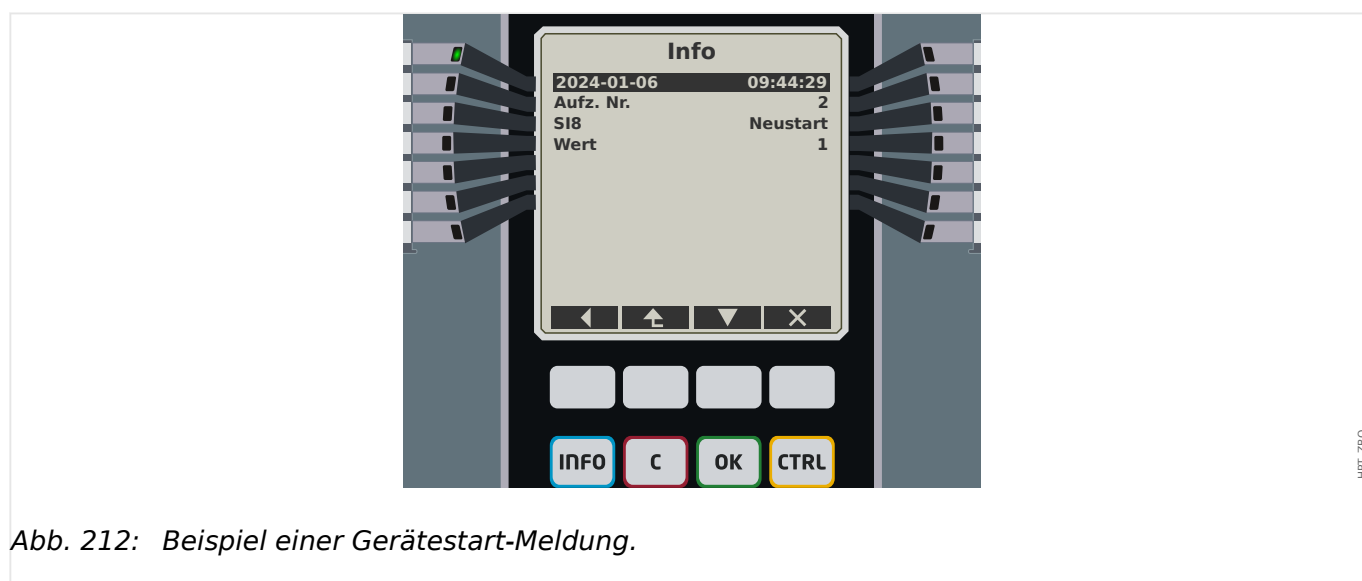 Info
2024-01-06 09:44:29
Aufz. Nr. 2
SI8 Neustart
Wert 1
INFO C OK CTRL
Abb. 212: Beispiel einer Gerätestart-Meldung.